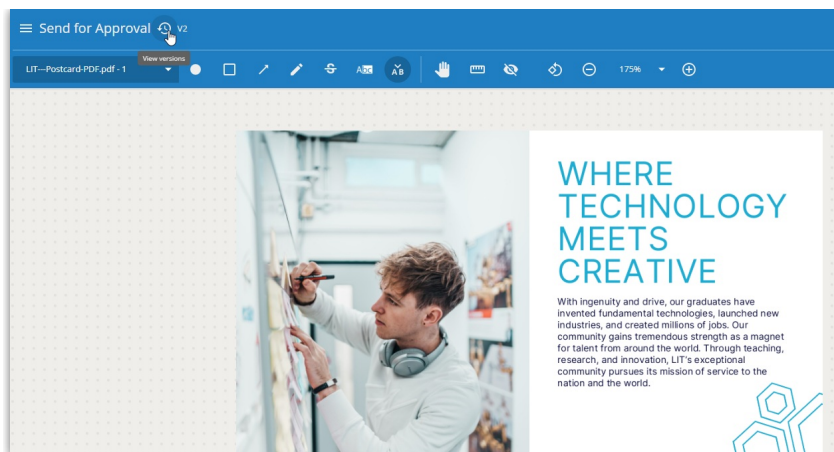 Send for Approval V2
View versions
LIT---Postcard-PDF.pdf - 1
S Abc A B 175%
WHERE
TECHNOLOGY
MEETS
CREATIVE
With ingenuity and drive, our graduates have
invented fundamental technologies, launched new
industries, and created millions of jobs. Our
community gains tremendous strength as a magnet
for talent from around the world. Through teaching,
research, and innovation, LIT's exceptional
community pursues its mission of service to the
nation and the world.